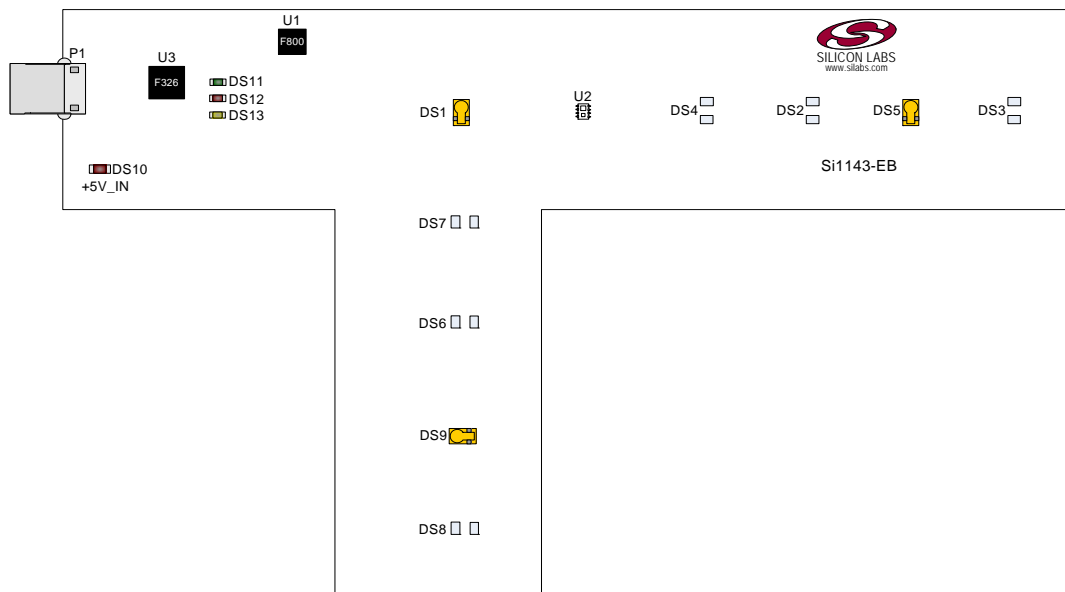 U1
F800
P1
U3
F326
DS11
DS12
DS13
DS10
+5V_IN
DS1
U2
DS4
DS2
DS5
DS3
SILICON LABS
www.silabs.com
Si1143-EB
DS7
DS6
DS9
DS8